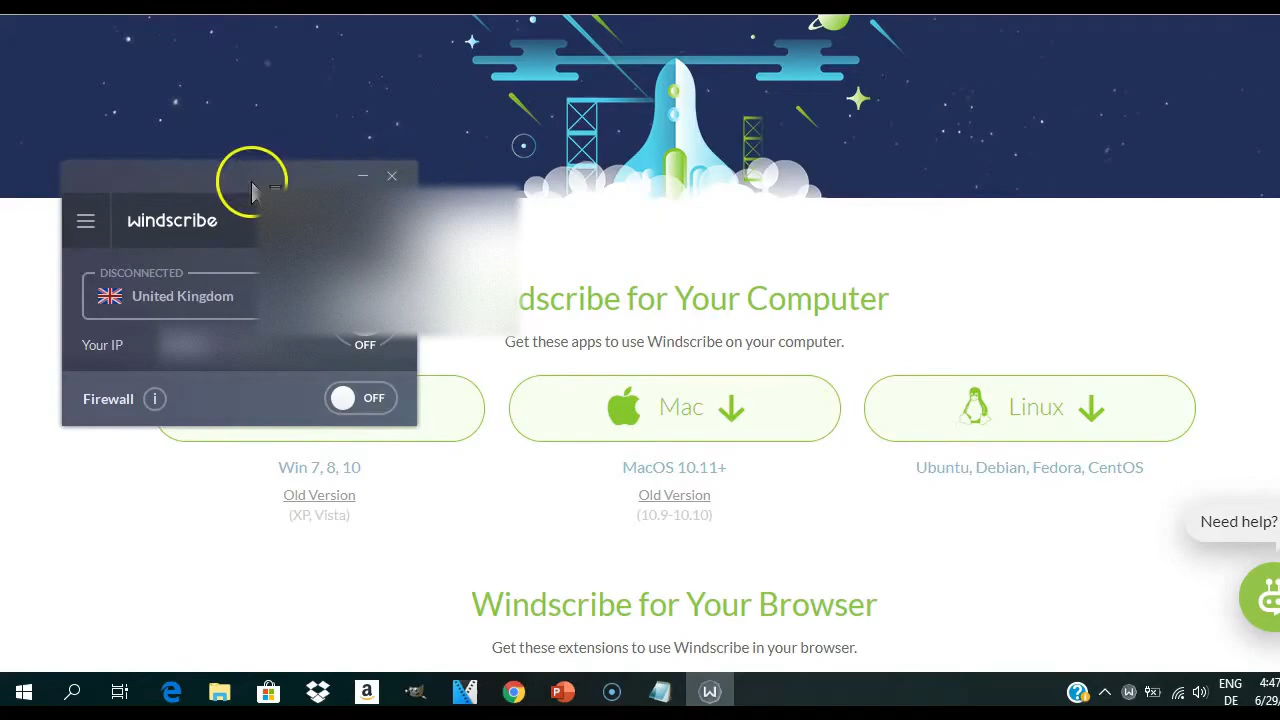 windscribe
DISCONNECTED
United Kingdom
Your IP
OFF
Firewall i
OFF
dscribe for Your Computer
Get these apps to use Windscribe on your computer.
Mac
Linux
Win 7, 8, 10
MacOS 10.11+
Ubuntu, Debian, Fedora, CentOS
Old Version
Old Version
(XP, Vista)
(10.9-10.10)
Need help?
Windscribe for Your Browser
Get these extensions to use Windscribe in your browser.
ENG
4:47
DE
6/29